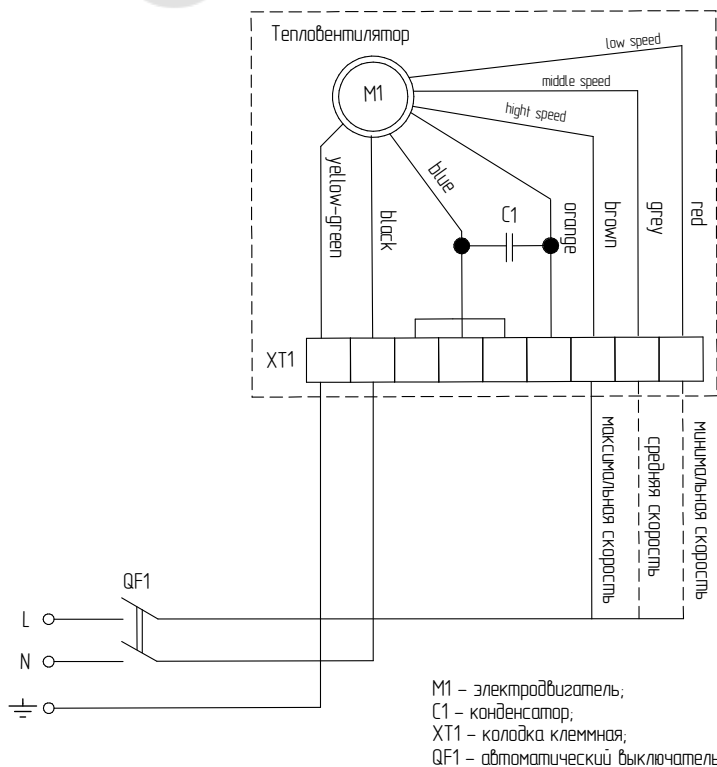 Тепловентилятор
low speed
M1
middle speed
hight speed
yellow-green
black
blue
C1
orange
brown
grey
red
XT1
максимальная скорость
средняя скорость
минимальная скорость
QF1
L
N
M1 – электродвигатель;
C1 – конденсатор;
XT1 – колодка клеммная;
QF1 – автоматический выключатель